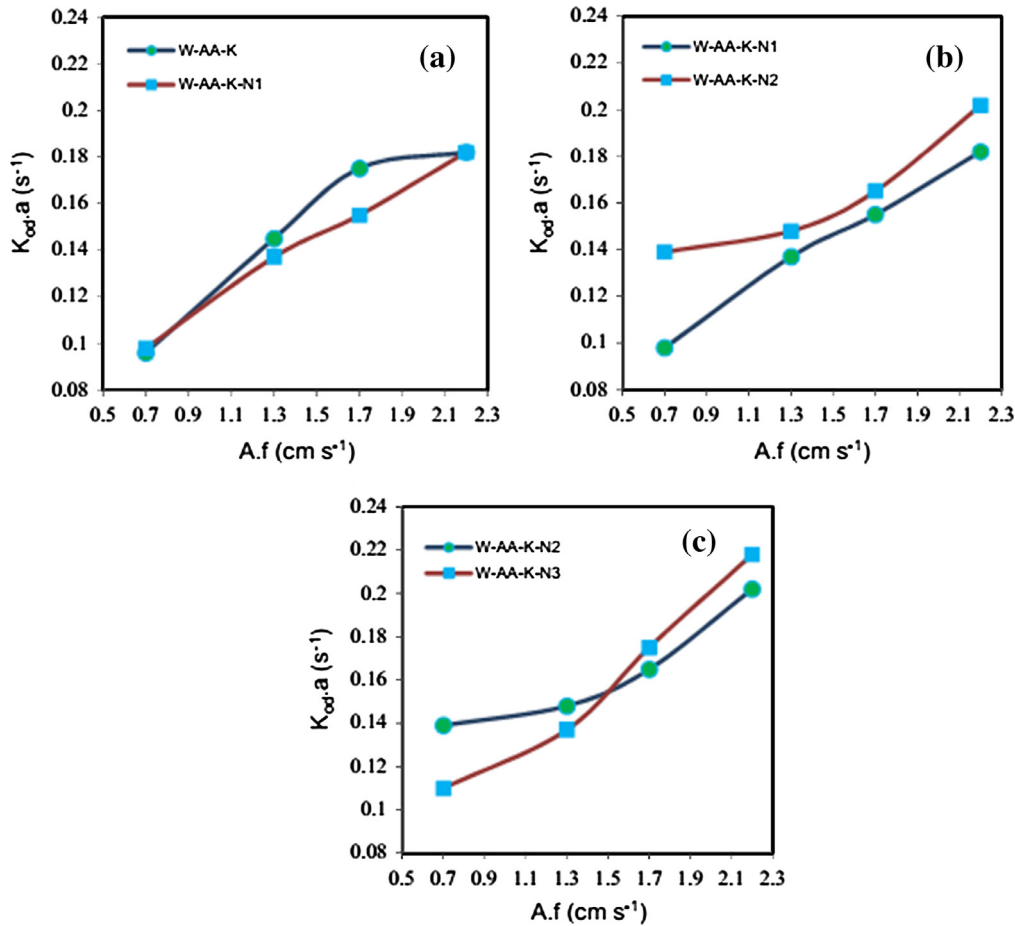 (a)
W-AA-K
W-AA-K-N1
0.24
0.22
0.2
0.18
0.16
0.14
0.12
0.1
0.08
K_od.a (s⁻¹)
0.5 0.7 0.9 1.1 1.3 1.5 1.7 1.9 2.1 2.3
A.f (cm s⁻¹)
(b)
W-AA-K-N1
W-AA-K-N2
0.24
0.22
0.2
0.18
0.16
0.14
0.12
0.1
0.08
K_od.a (s⁻¹)
0.5 0.7 0.9 1.1 1.3 1.5 1.7 1.9 2.1 2.3
A.f (cm s⁻¹)
(c)
W-AA-K-N2
W-AA-K-N3
0.24
0.22
0.2
0.18
0.16
0.14
0.12
0.1
0.08
K_od.a (s⁻¹)
0.5 0.7 0.9 1.1 1.3 1.5 1.7 1.9 2.1 2.3
A.f (cm s⁻¹)